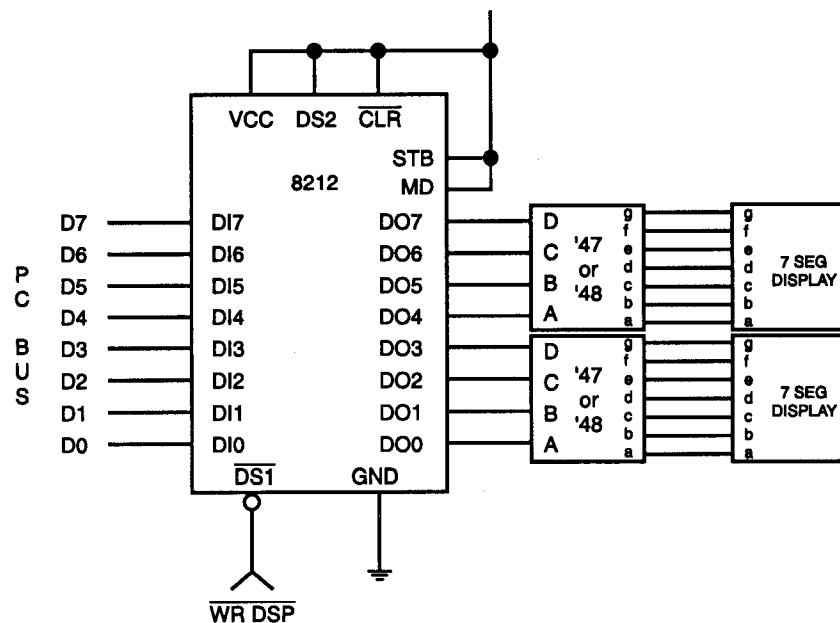 VCC DS2 CLR
STB
8212
MD
PC BUS
D7 DI7 DO7
D6 DI6 DO6
D5 DI5 DO5
D4 DI4 DO4
D3 DI3 DO3
D2 DI2 DO2
D1 DI1 DO1
D0 DI0 DO0
DS1 GND
WR DSP
D
C
B
A
'47
or
'48
g
f
e
d
c
b
a
g
f
e
d
c
b
a
7 SEG
DISPLAY
D
C
B
A
'47
or
'48
g
f
e
d
c
b
a
g
f
e
d
c
b
a
7 SEG
DISPLAY